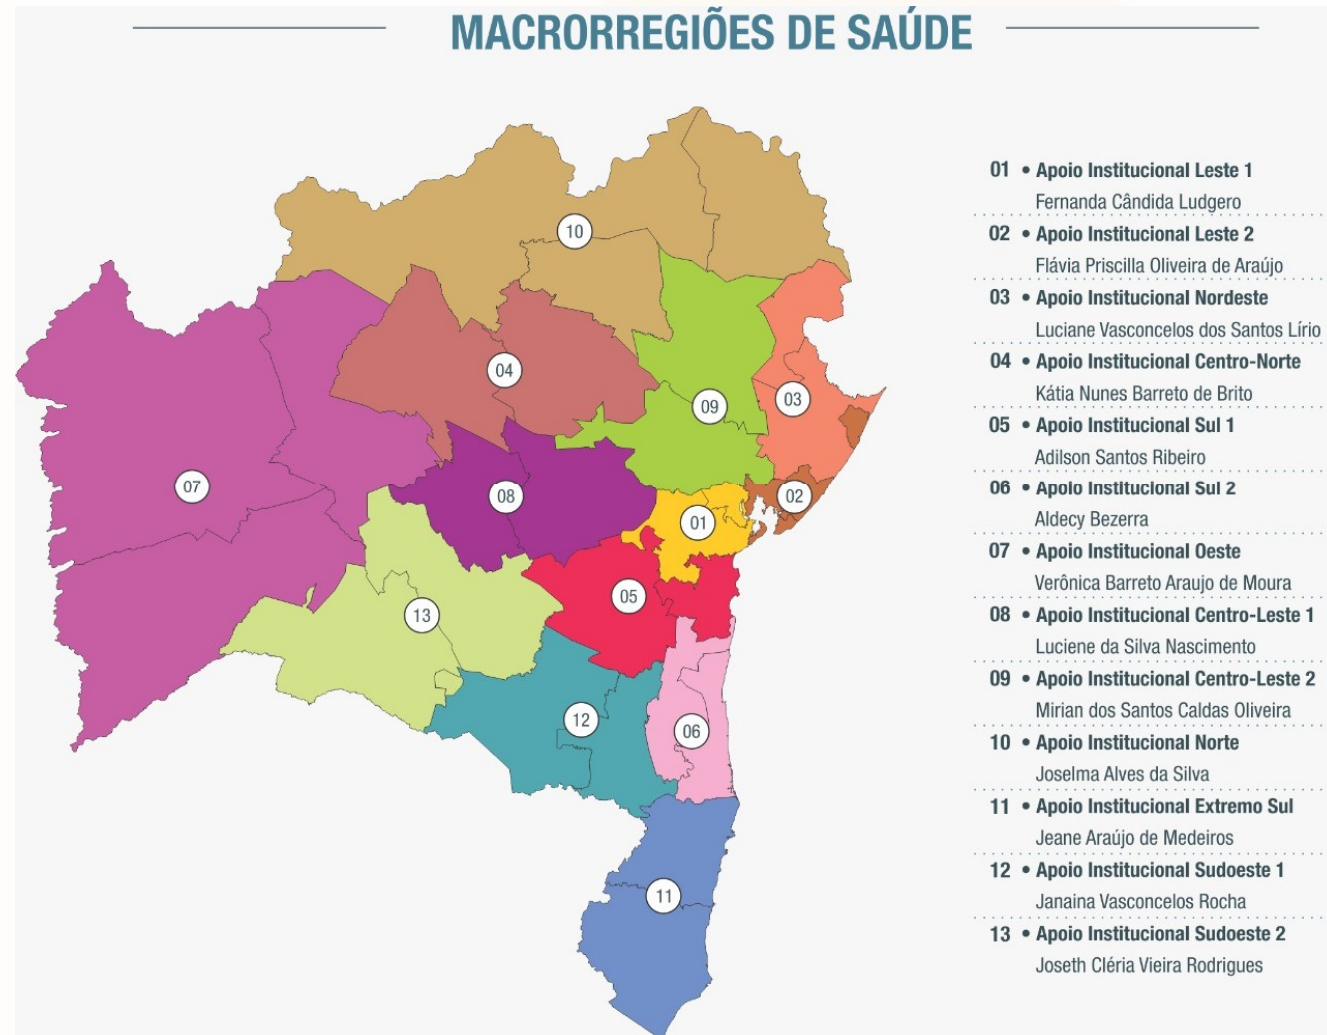 MACRORREGIÕES DE SAÚDE
10
04
09
03
07
08
02
01
05
13
12
06
11
01 • Apoio Institucional Leste 1
Fernanda Cândida Ludgero
02 • Apoio Institucional Leste 2
Flávia Priscilla Oliveira de Araújo
03 • Apoio Institucional Nordeste
Luciane Vasconcelos dos Santos Lírio
04 • Apoio Institucional Centro-Norte
Kátia Nunes Barreto de Brito
05 • Apoio Institucional Sul 1
Adilson Santos Ribeiro
06 • Apoio Institucional Sul 2
Aldecy Bezerra
07 • Apoio Institucional Oeste
Verônica Barreto Araujo de Moura
08 • Apoio Institucional Centro-Leste 1
Luciene da Silva Nascimento
09 • Apoio Institucional Centro-Leste 2
Mirian dos Santos Caldas Oliveira
10 • Apoio Institucional Norte
Joselma Alves da Silva
11 • Apoio Institucional Extremo Sul
Jeane Araújo de Medeiros
12 • Apoio Institucional Sudoeste 1
Janaina Vasconcelos Rocha
13 • Apoio Institucional Sudoeste 2
Joseth Cléria Vieira Rodrigues